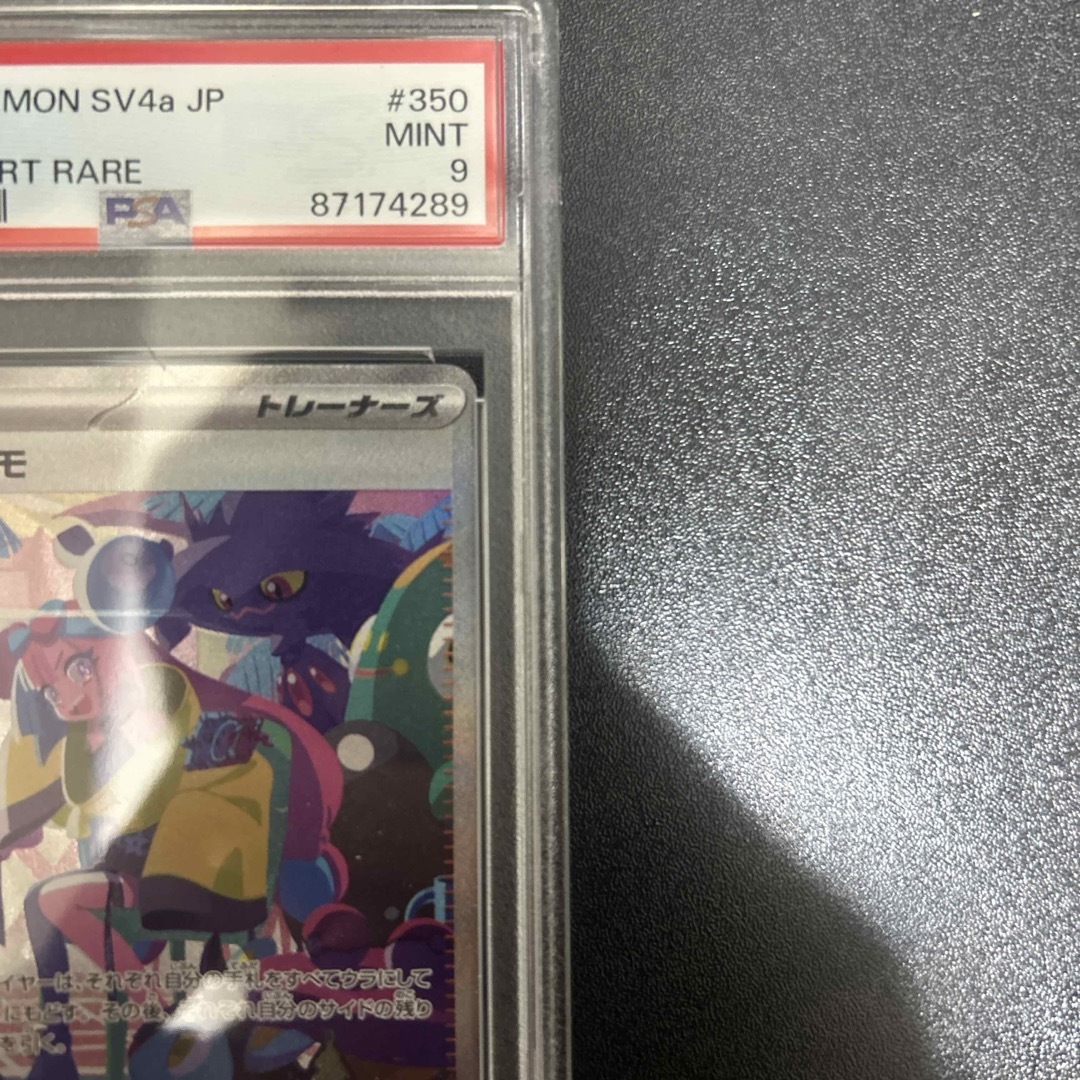 MON SV4a JP #350
MINT
RT RARE 9
PSA 87174289
トレーナーズ
モ
イヤーは、それぞれ自分の手札をすべてウラにして
にもどす。その後、それぞれ自分のサイドの残り
を引く。